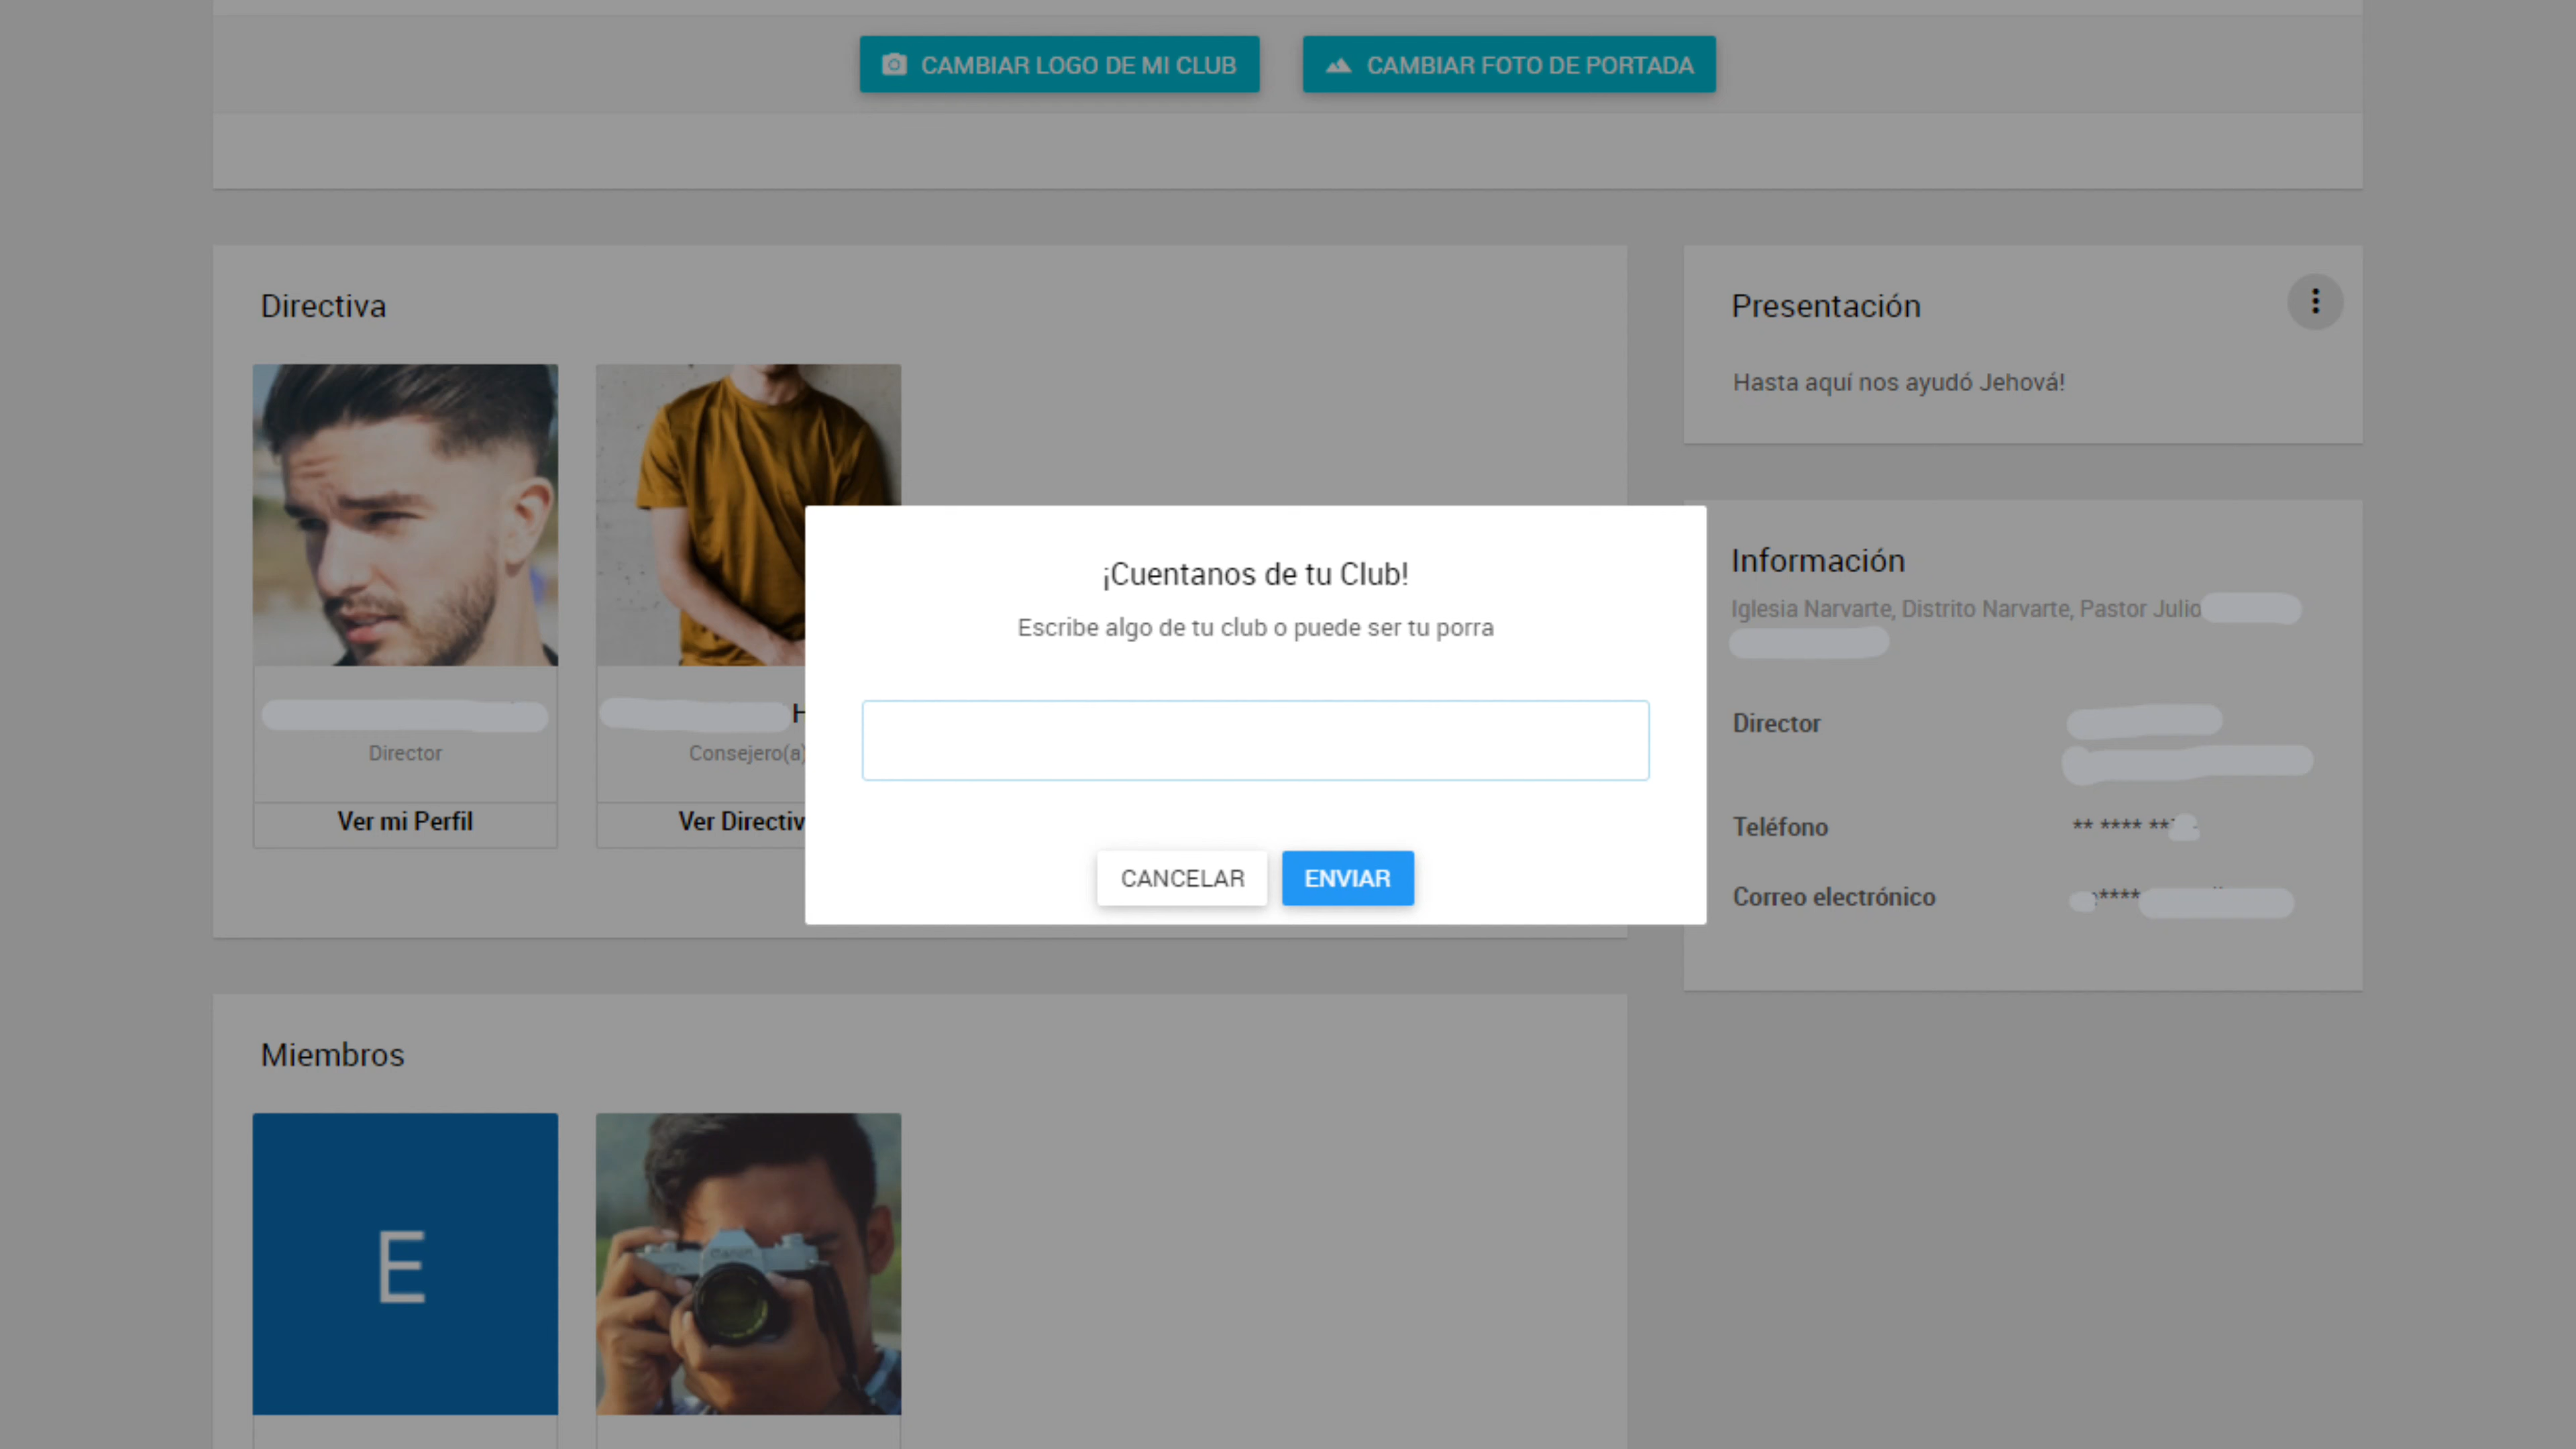 CAMBIAR LOGO DE MI CLUB
CAMBIAR FOTO DE PORTADA
Directiva
Director
Ver mi Perfil
Consejero(a)
Ver Directiv
Presentación
Hasta aquí nos ayudó Jehová!
¡Cuentanos de tu Club!
Escribe algo de tu club o puede ser tu porra
CANCELAR
ENVIAR
Información
Iglesia Narvarte, Distrito Narvarte, Pastor Julio
Director
Teléfono
** **** **
Correo electrónico
****
Miembros
E
Canon